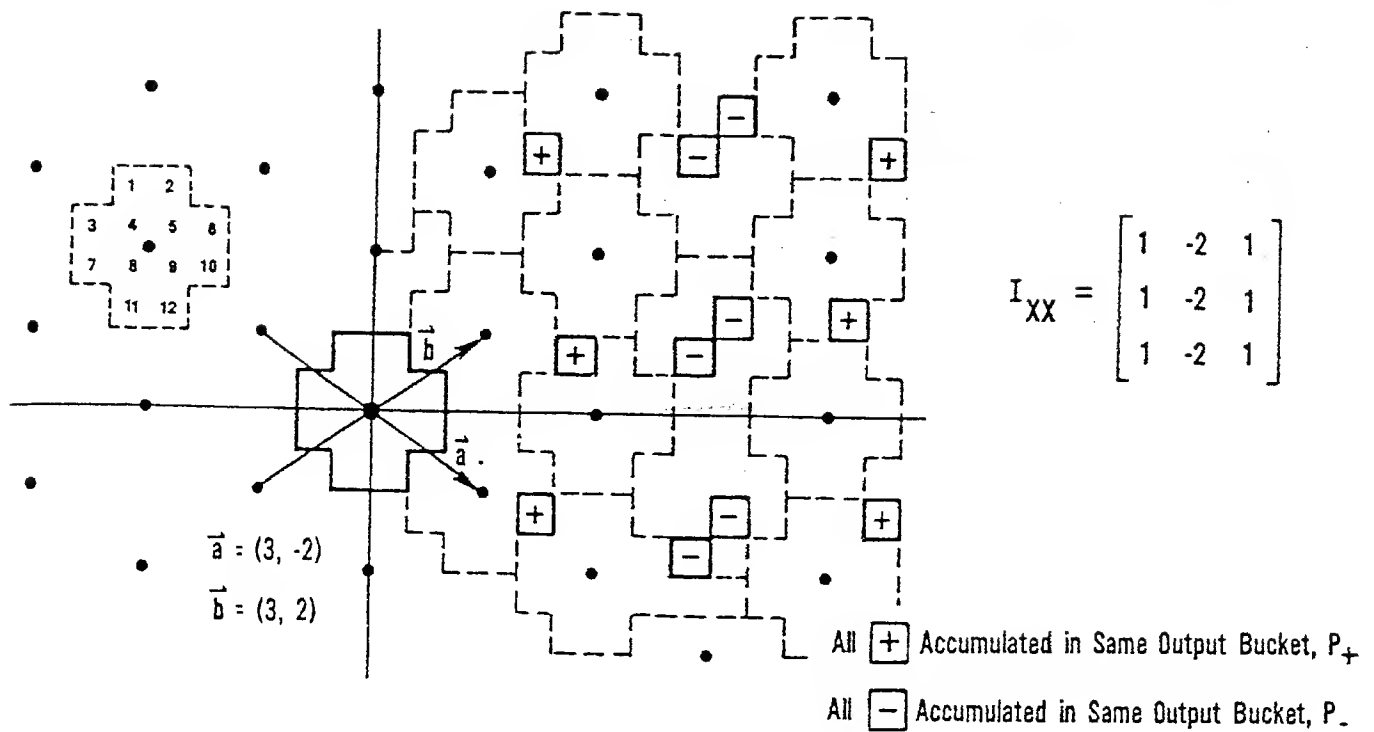 1 2
3 4 5 6
7 8 9 10
11 12
+ - - +
+ - - +
+ - - +
b
a.
a = (3, -2)
b = (3, 2)
I_XX = [ 1 -2 1
1 -2 1
1 -2 1 ]
All + Accumulated in Same Output Bucket, P+
All - Accumulated in Same Output Bucket, P-